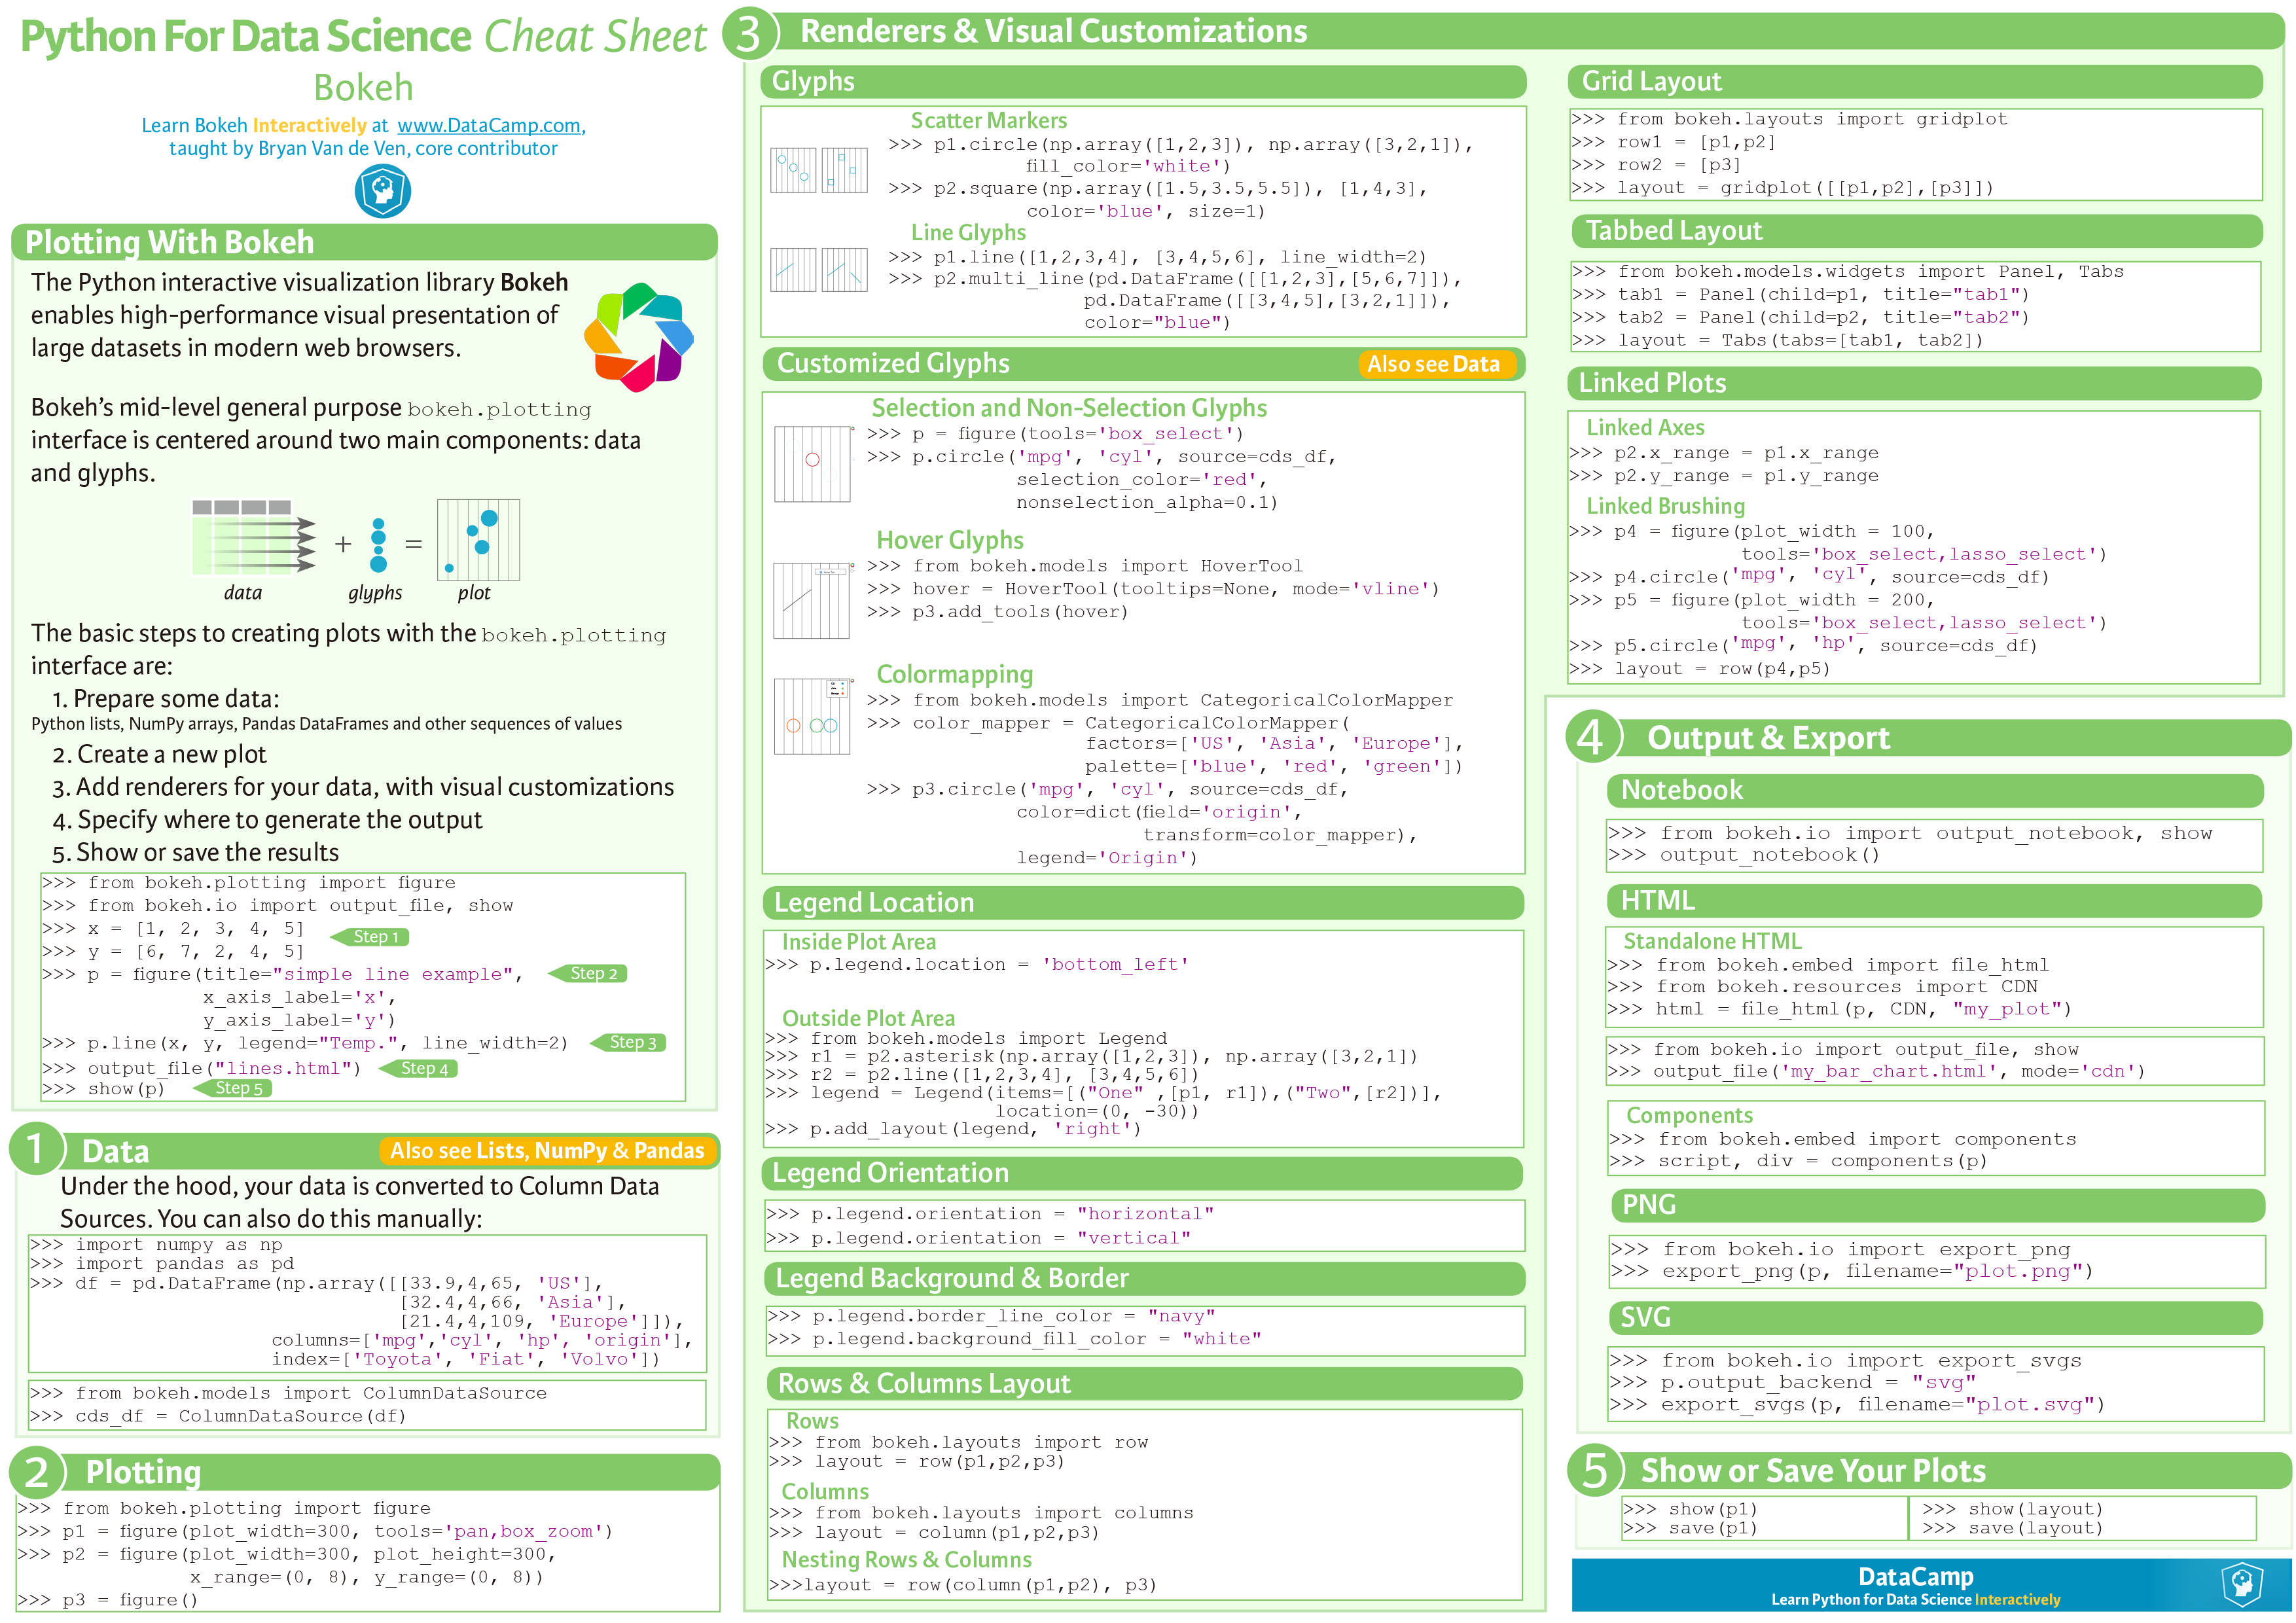 Python For Data Science Cheat Sheet
Bokeh
Learn Bokeh Interactively at www.DataCamp.com,
taught by Bryan Van de Ven, core contributor
Plotting With Bokeh
The Python interactive visualization library Bokeh
enables high-performance visual presentation of
large datasets in modern web browsers.
Bokeh's mid-level general purpose bokeh.plotting
interface is centered around two main components: data
and glyphs.
+ =
data glyphs plot
The basic steps to creating plots with the bokeh.plotting
interface are:
1. Prepare some data:
Python lists, NumPy arrays, Pandas DataFrames and other sequences of values
2. Create a new plot
3. Add renderers for your data, with visual customizations
4. Specify where to generate the output
5. Show or save the results
>>> from bokeh.plotting import figure
>>> from bokeh.io import output_file, show
>>> x = [1, 2, 3, 4, 5]
Step 1
>>> y = [6, 7, 2, 4, 5]
>>> p = figure(title="simple line example", Step 2
x_axis_label='x',
y_axis_label='y')
>>> p.line(x, y, legend="Temp.", line_width=2) Step 3
>>> output_file("lines.html") Step 4
>>> show(p) Step 5
1 Data Also see Lists, NumPy & Pandas
Under the hood, your data is converted to Column Data
Sources. You can also do this manually:
>>> import numpy as np
>>> import pandas as pd
>>> df = pd.DataFrame(np.array([[33.9,4,65, 'US'],
[32.4,4,66, 'Asia'],
[21.4,4,109, 'Europe']]),
columns=['mpg','cyl', 'hp', 'origin'],
index=['Toyota', 'Fiat', 'Volvo'])
>>> from bokeh.models import ColumnDataSource
>>> cds_df = ColumnDataSource(df)
2 Plotting
>>> from bokeh.plotting import figure
>>> p1 = figure(plot_width=300, tools='pan,box_zoom')
>>> p2 = figure(plot_width=300, plot_height=300,
x_range=(0, 8), y_range=(0, 8))
>>> p3 = figure()
3 Renderers & Visual Customizations
Glyphs
Scatter Markers
>>> p1.circle(np.array([1,2,3]), np.array([3,2,1]),
fill_color='white')
>>> p2.square(np.array([1.5,3.5,5.5]), [1,4,3],
color='blue', size=1)
Line Glyphs
>>> p1.line([1,2,3,4], [3,4,5,6], line_width=2)
>>> p2.multi_line(pd.DataFrame([[1,2,3],[5,6,7]]),
pd.DataFrame([[3,4,5],[3,2,1]]),
color="blue")
Customized Glyphs Also see Data
Selection and Non-Selection Glyphs
>>> p = figure(tools='box_select')
>>> p.circle('mpg', 'cyl', source=cds_df,
selection_color='red',
nonselection_alpha=0.1)
Hover Glyphs
>>> from bokeh.models import HoverTool
>>> hover = HoverTool(tooltips=None, mode='vline')
>>> p3.add_tools(hover)
Colormapping
>>> from bokeh.models import CategoricalColorMapper
>>> color_mapper = CategoricalColorMapper(
factors=['US', 'Asia', 'Europe'],
palette=['blue', 'red', 'green'])
>>> p3.circle('mpg', 'cyl', source=cds_df,
color=dict(field='origin',
transform=color_mapper),
legend='Origin')
Legend Location
Inside Plot Area
>>> p.legend.location = 'bottom_left'
Outside Plot Area
>>> from bokeh.models import Legend
>>> r1 = p2.asterisk(np.array([1,2,3]), np.array([3,2,1])
>>> r2 = p2.line([1,2,3,4], [3,4,5,6])
>>> legend = Legend(items=[("One" ,[p1, r1]),("Two",[r2])],
location=(0, -30))
>>> p.add_layout(legend, 'right')
Legend Orientation
>>> p.legend.orientation = "horizontal"
>>> p.legend.orientation = "vertical"
Legend Background & Border
>>> p.legend.border_line_color = "navy"
>>> p.legend.background_fill_color = "white"
Rows & Columns Layout
Rows
>>> from bokeh.layouts import row
>>> layout = row(p1,p2,p3)
Columns
>>> from bokeh.layouts import columns
>>> layout = column(p1,p2,p3)
Nesting Rows & Columns
>>>layout = row(column(p1,p2), p3)
Grid Layout
>>> from bokeh.layouts import gridplot
>>> row1 = [p1,p2]
>>> row2 = [p3]
>>> layout = gridplot([[p1,p2],[p3]])
Tabbed Layout
>>> from bokeh.models.widgets import Panel, Tabs
>>> tab1 = Panel(child=p1, title="tab1")
>>> tab2 = Panel(child=p2, title="tab2")
>>> layout = Tabs(tabs=[tab1, tab2])
Linked Plots
Linked Axes
>>> p2.x_range = p1.x_range
>>> p2.y_range = p1.y_range
Linked Brushing
>>> p4 = figure(plot_width = 100,
tools='box_select,lasso_select')
>>> p4.circle('mpg', 'cyl', source=cds_df)
>>> p5 = figure(plot_width = 200,
tools='box_select,lasso_select')
>>> p5.circle('mpg', 'hp', source=cds_df)
>>> layout = row(p4,p5)
4 Output & Export
Notebook
>>> from bokeh.io import output_notebook, show
>>> output_notebook()
HTML
Standalone HTML
>>> from bokeh.embed import file_html
>>> from bokeh.resources import CDN
>>> html = file_html(p, CDN, "my_plot")
>>> from bokeh.io import output_file, show
>>> output_file('my_bar_chart.html', mode='cdn')
Components
>>> from bokeh.embed import components
>>> script, div = components(p)
PNG
>>> from bokeh.io import export_png
>>> export_png(p, filename="plot.png")
SVG
>>> from bokeh.io import export_svgs
>>> p.output_backend = "svg"
>>> export_svgs(p, filename="plot.svg")
5 Show or Save Your Plots
>>> show(p1) >>> show(layout)
>>> save(p1) >>> save(layout)
DataCamp
Learn Python for Data Science Interactively